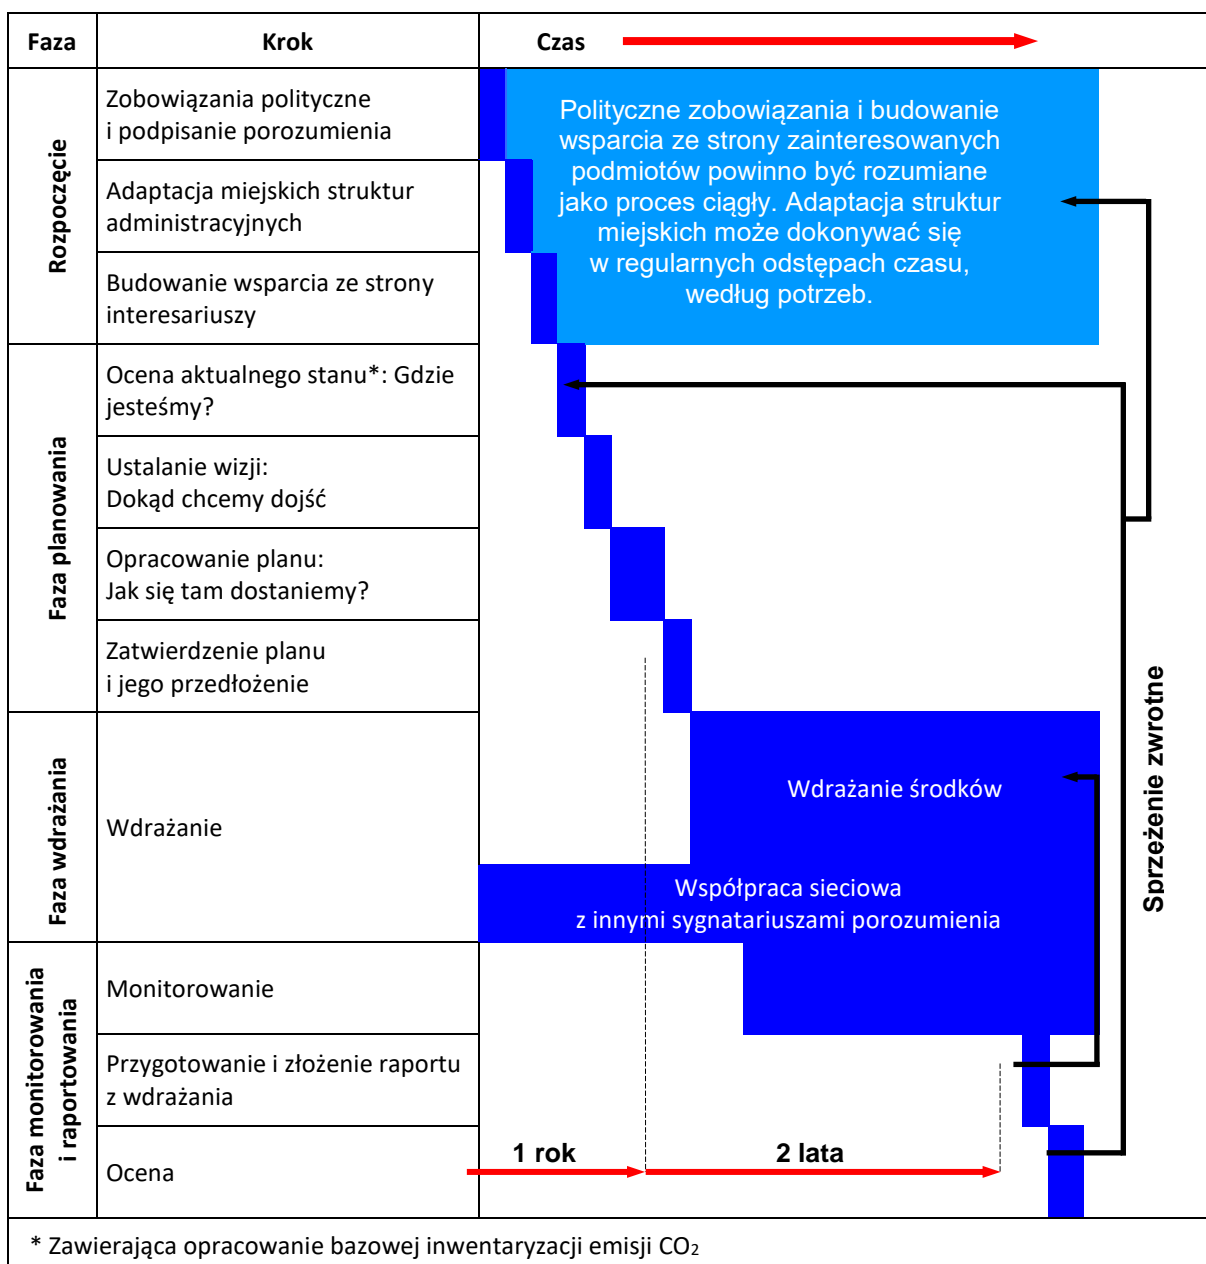 Faza
Krok
Czas
Rozpoczęcie
Zobowiązania polityczne
i podpisanie porozumienia
Adaptacja miejskich struktur
administracyjnych
Budowanie wsparcia ze strony
interesariuszy
Polityczne zobowiązania i budowanie
wsparcia ze strony zainteresowanych
podmiotów powinno być rozumiane
jako proces ciągły. Adaptacja struktur
miejskich może dokonywać się
w regularnych odstępach czasu,
według potrzeb.
Faza planowania
Ocena aktualnego stanu*: Gdzie
jesteśmy?
Ustalanie wizji:
Dokąd chcemy dojść
Opracowanie planu:
Jak się tam dostaniemy?
Zatwierdzenie planu
i jego przedłożenie
Faza wdrażania
Wdrażanie
Wdrażanie środków
Współpraca sieciowa
z innymi sygnatariuszami porozumienia
Sprzężenie zwrotne
Faza monitorowania
i raportowania
Monitorowanie
Przygotowanie i złożenie raportu
z wdrażania
Ocena
1 rok
2 lata
* Zawierająca opracowanie bazowej inwentaryzacji emisji CO₂